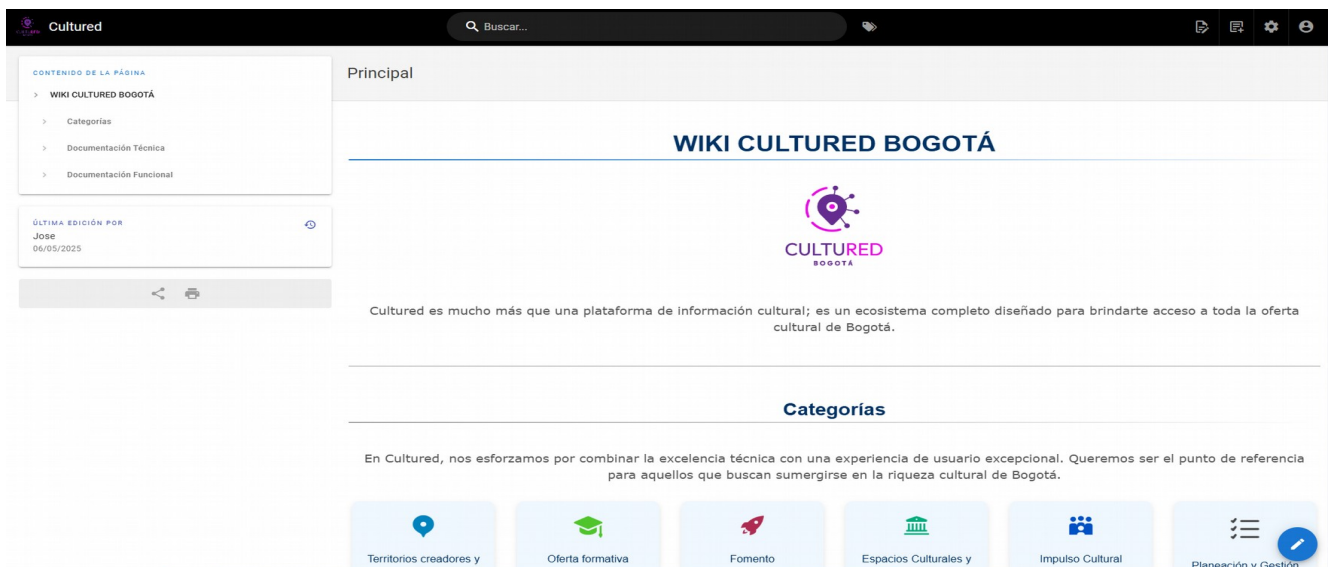 Cultured
Buscar...
CONTENIDO DE LA PÁGINA
WIKI CULTURED BOGOTÁ
Categorías
Documentación Técnica
Documentación Funcional
ÚLTIMA EDICIÓN POR
Jose
06/05/2025
Principal
WIKI CULTURED BOGOTÁ
CULTURED
BOGOTÁ
Cultured es mucho más que una plataforma de información cultural; es un ecosistema completo diseñado para brindarte acceso a toda la oferta
cultural de Bogotá.
Categorías
En Cultured, nos esforzamos por combinar la excelencia técnica con una experiencia de usuario excepcional. Queremos ser el punto de referencia
para aquellos que buscan sumergirse en la riqueza cultural de Bogotá.
Territorios creadores y
Oferta formativa
Fomento
Espacios Culturales y
Impulso Cultural
Planeación y Gestión